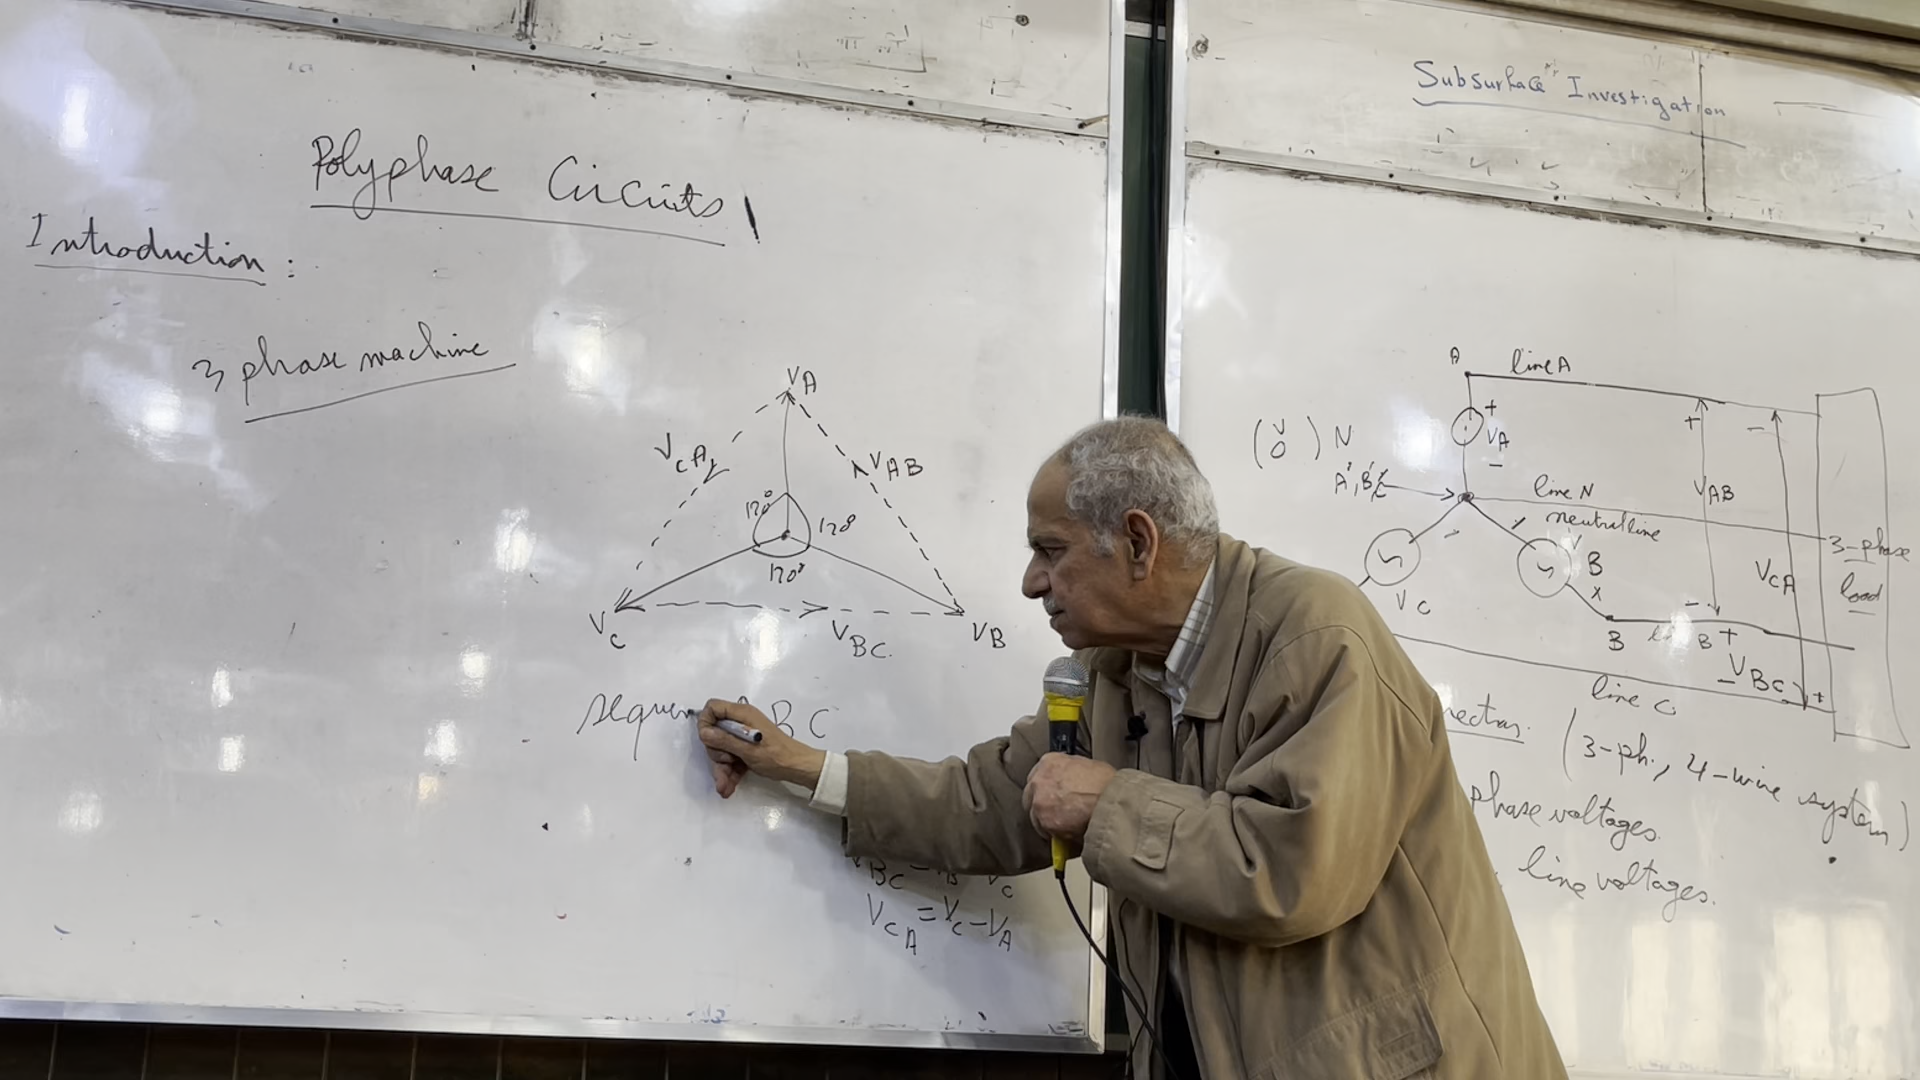 Polyphase Circuits
Introduction :
3 phase machine
VA
VCA
VAB
120°
120°
120°
VC
VBC
VB
B C
VC
VCA = VC - VA
Subsurface Investigation
A
line A
+
VA
-
N
line N
neutral line
+
VAB
-
-
VCA
+
3-phase
load
VC
B
B
B
+
VBC
-
line C
(3-ph., 4-wire system)
phase voltages.
line voltages.